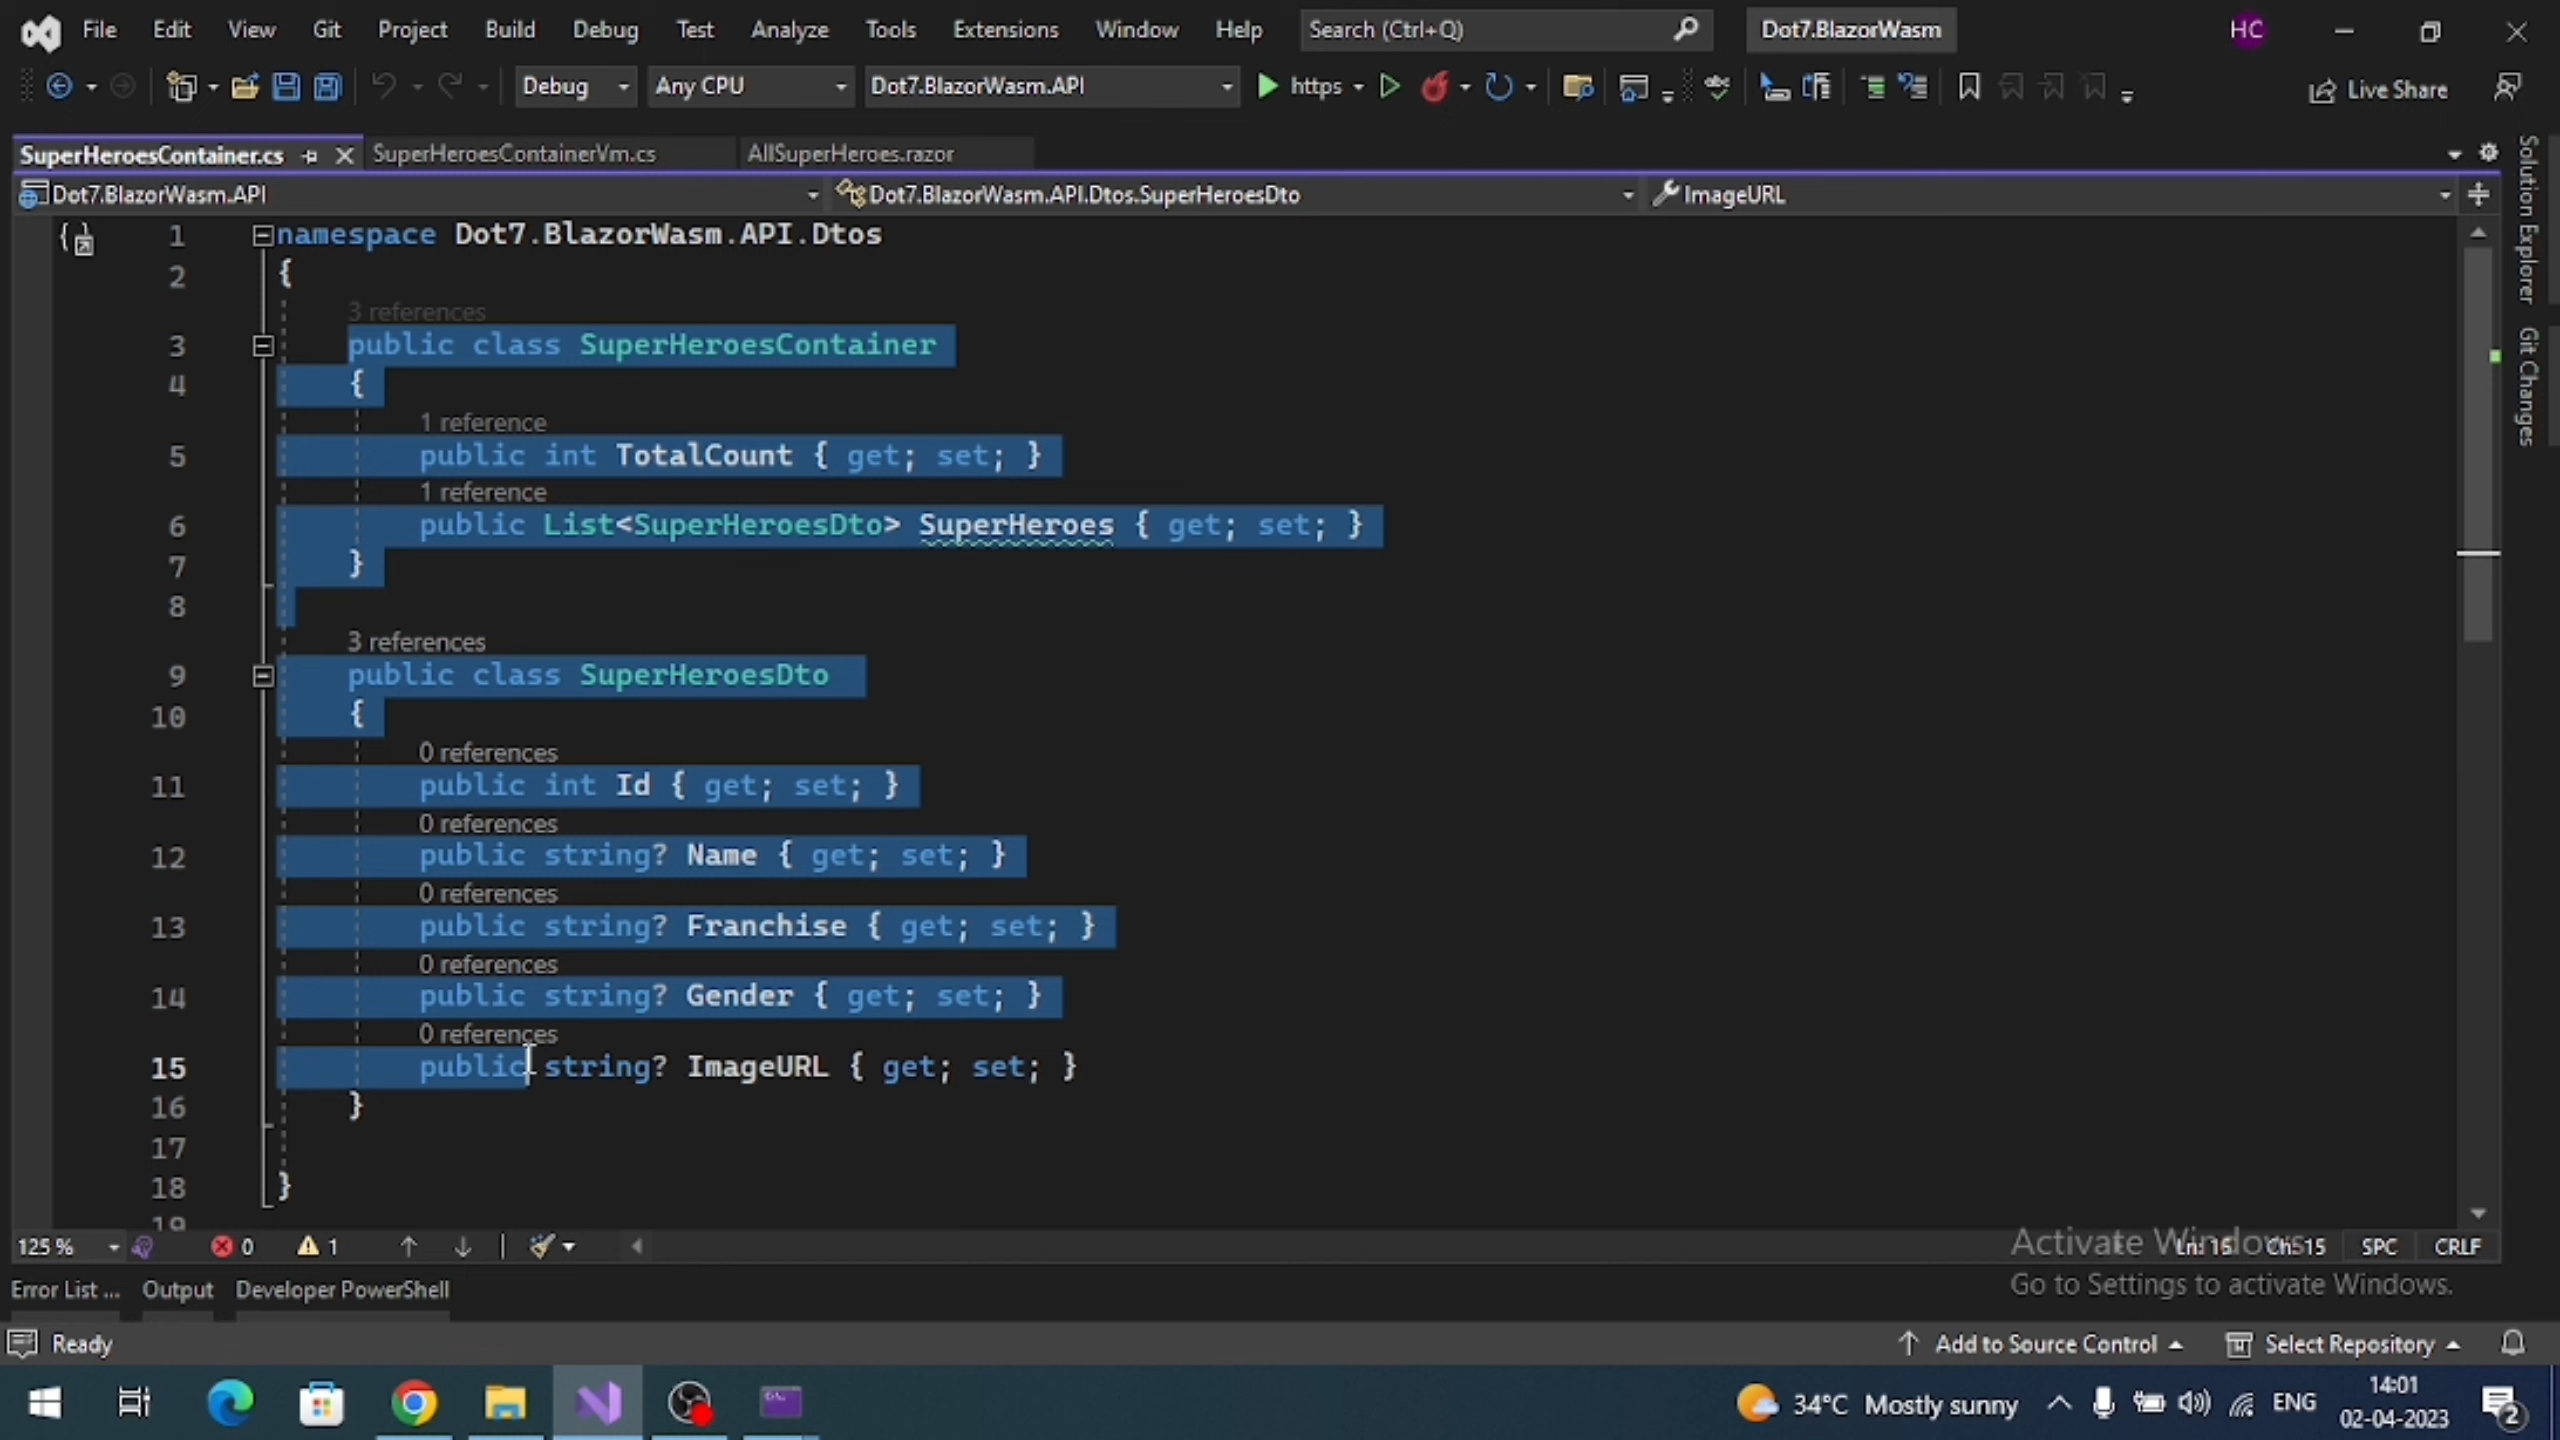 File Edit View Git Project Build Debug Test Analyze Tools Extensions Window Help Search (Ctrl+Q) Dot7.BlazorWasm HC
Debug Any CPU Dot7.BlazorWasm.API https Live Share
SuperHeroesContainer.cs SuperHeroesContainerVm.cs AllSuperHeroes.razor
Dot7.BlazorWasm.API Dot7.BlazorWasm.API.Dtos.SuperHeroesDto ImageURL
Solution Explorer
Git Changes
1 namespace Dot7.BlazorWasm.API.Dtos
2 {
3 references
3 public class SuperHeroesContainer
4 {
1 reference
5 public int TotalCount { get; set; }
1 reference
6 public List<SuperHeroesDto> SuperHeroes { get; set; }
7 }
8
3 references
9 public class SuperHeroesDto
10 {
0 references
11 public int Id { get; set; }
0 references
12 public string? Name { get; set; }
0 references
13 public string? Franchise { get; set; }
0 references
14 public string? Gender { get; set; }
0 references
15 public string? ImageURL { get; set; }
16 }
17
18 }
19
125 % 0 1 Ln: 15 Ch: 15 SPC CRLF
Activate Windows
Go to Settings to activate Windows.
Error List ... Output Developer PowerShell
Ready Add to Source Control Select Repository
34°C Mostly sunny ENG 14:01
02-04-2023 2